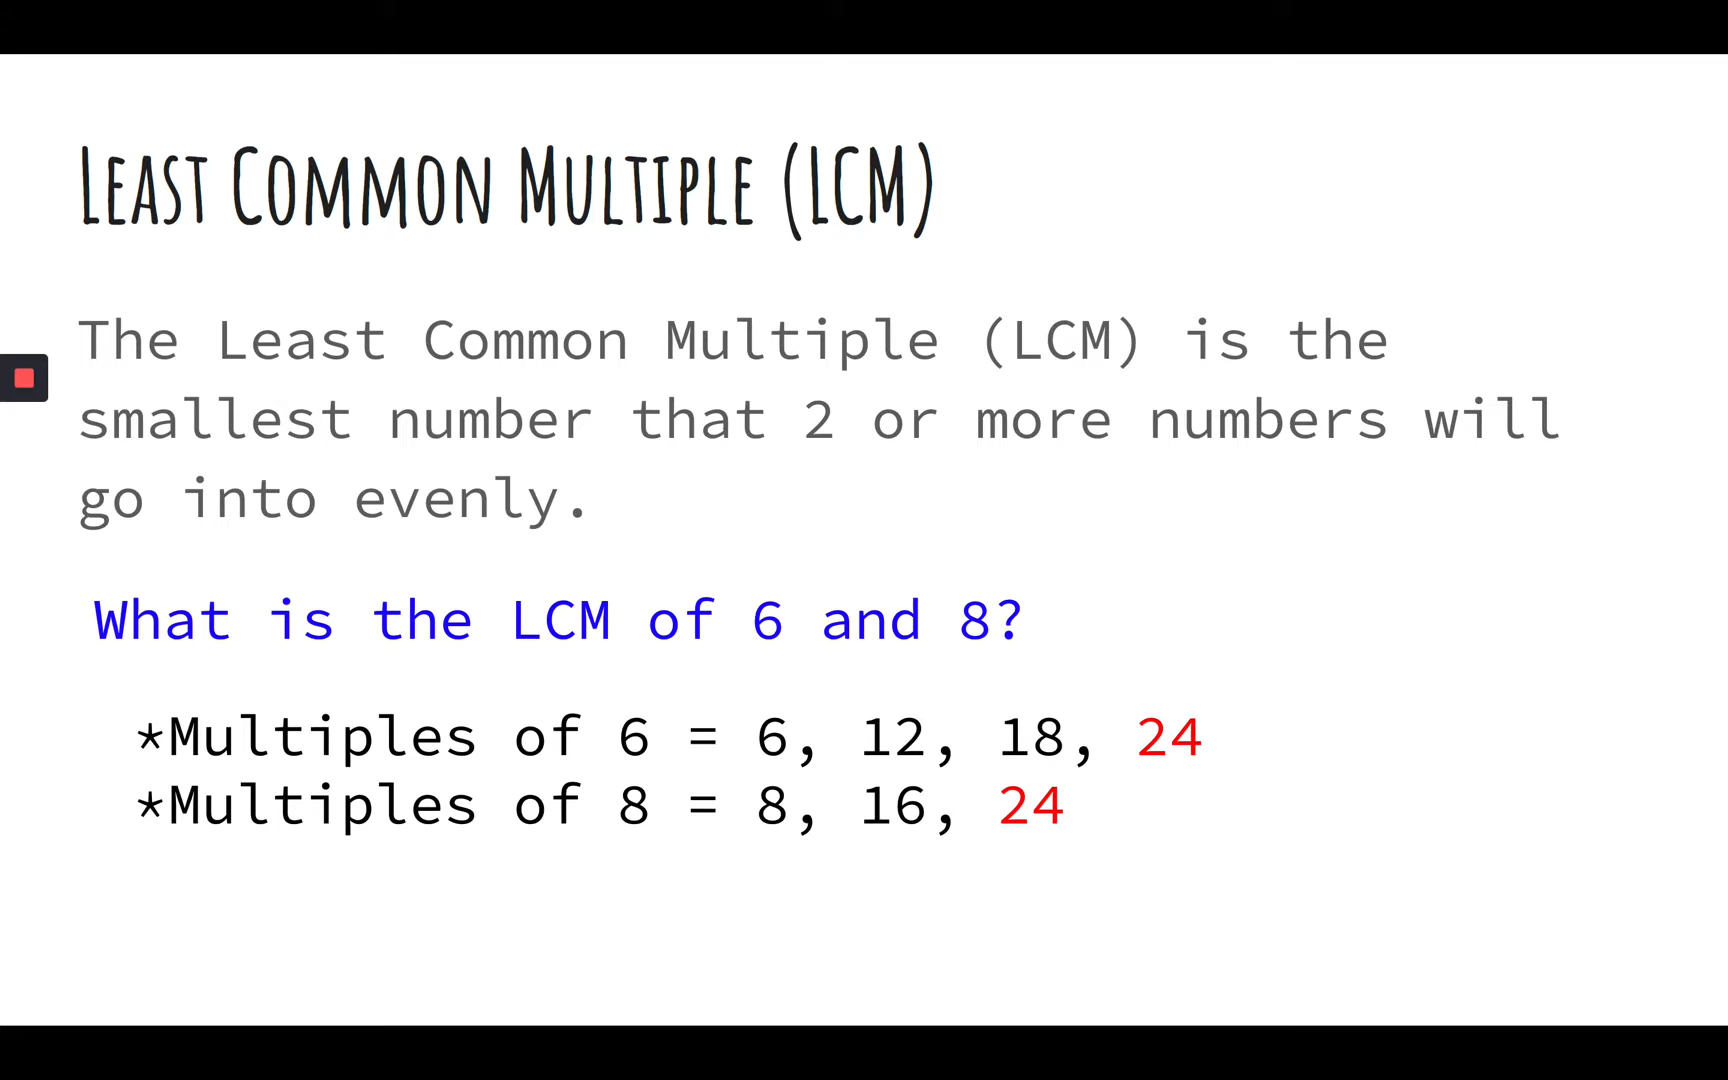 Least Common Multiple (LCM)
The Least Common Multiple (LCM) is the
smallest number that 2 or more numbers will
go into evenly.
What is the LCM of 6 and 8?
*Multiples of 6 = 6, 12, 18, 24
*Multiples of 8 = 8, 16, 24